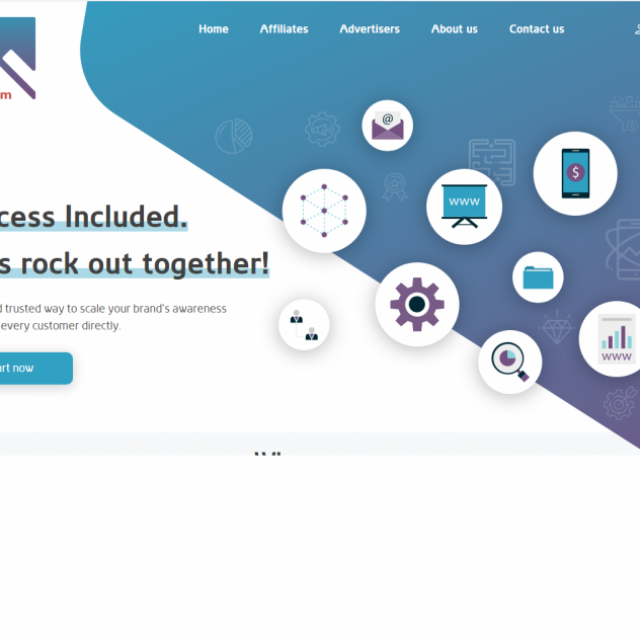 Home Affiliates Advertisers About us Contact us
m
@
cess Included.
www
$
s rock out together!
d trusted way to scale your brand's awareness
every customer directly.
www
art now